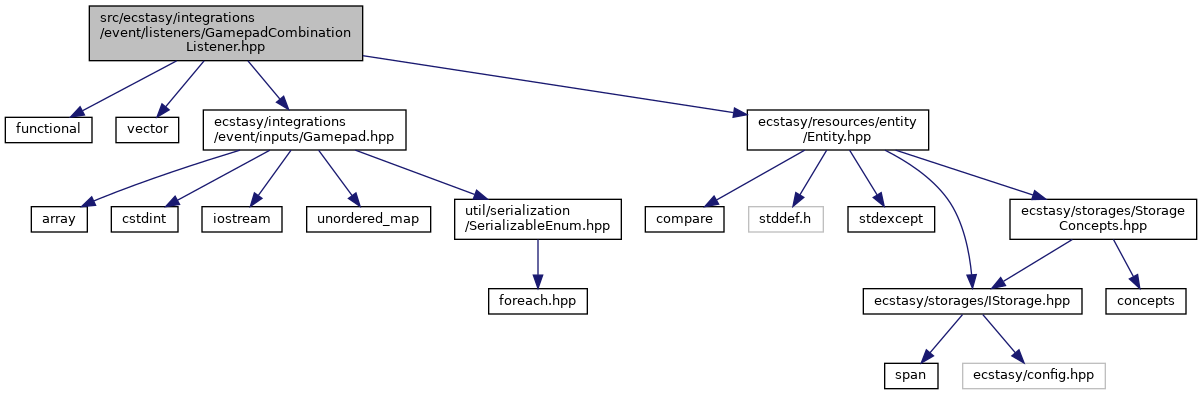 src/ecstasy/integrations
/event/listeners/GamepadCombination
Listener.hpp
functional
vector
ecstasy/integrations
/event/inputs/Gamepad.hpp
ecstasy/resources/entity
/Entity.hpp
array
cstdint
iostream
unordered_map
util/serialization
/SerializableEnum.hpp
compare
stddef.h
stdexcept
ecstasy/storages/Storage
Concepts.hpp
foreach.hpp
ecstasy/storages/IStorage.hpp
concepts
span
ecstasy/config.hpp